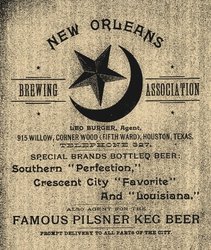 NEW ORLEANS
BREWING ASSOCIATION
LEO BURGER, Agent,
915 WILLOW, CORNER WOOD (FIFTH WARD), HOUSTON, TEXAS.
TELEPHONE 327.
SPECIAL BRANDS BOTTLED BEER:
Southern "Perfection,"
Crescent City "Favorite"
And "Louisiana,"
ALSO AGENT FOR THE
FAMOUS PILSNER KEG BEER
PROMPT DELIVERY TO ALL PARTS OF THE CITY.